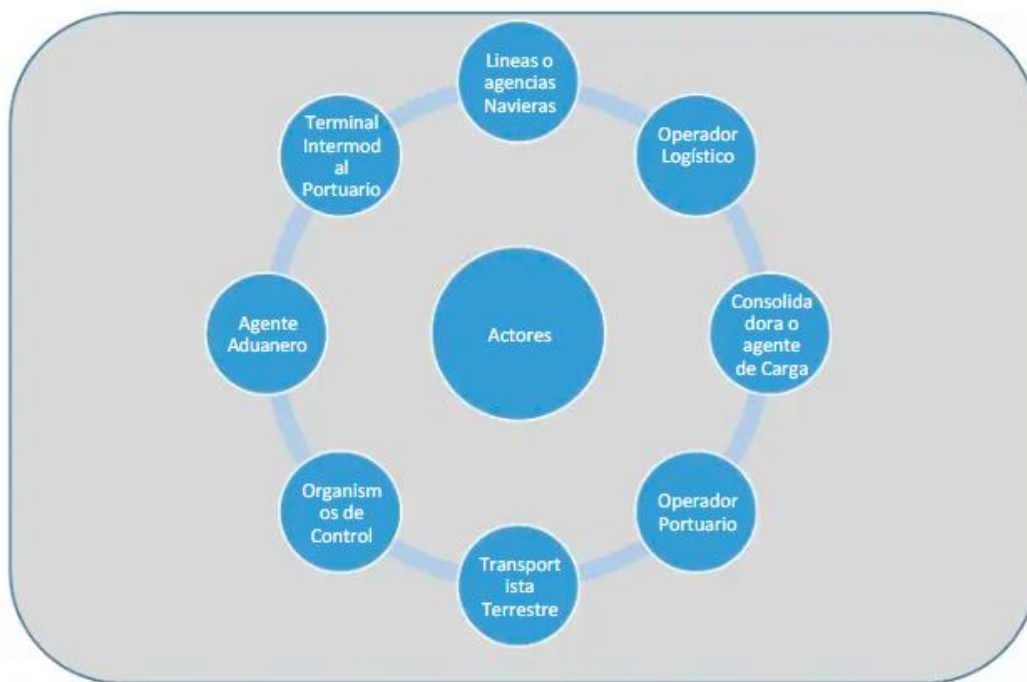 Lineas o
agencias
Navieras
Operador
Logístico
Consolida
dora o
agente
de Carga
Operador
Portuario
Transport
ista
Terrestre
Organism
os de
Control
Agente
Aduanero
Terminal
Intermod
al
Portuario
Actores